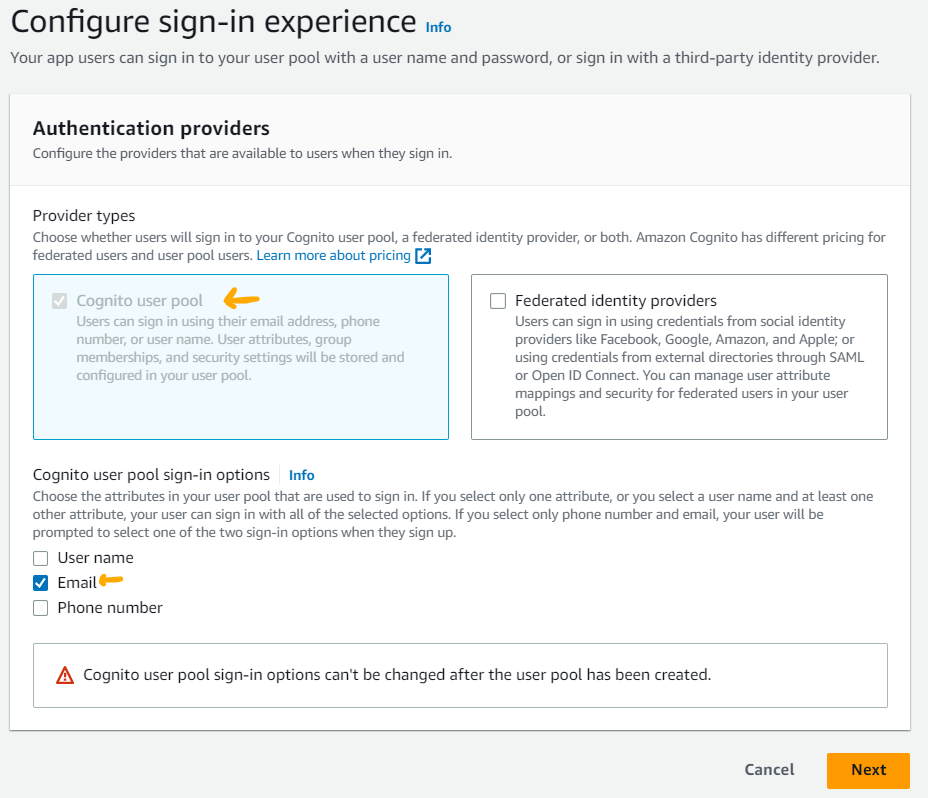 Configure sign-in experience Info
Your app users can sign in to your user pool with a user name and password, or sign in with a third-party identity provider.
Authentication providers
Configure the providers that are available to users when they sign in.
Provider types
Choose whether users will sign in to your Cognito user pool, a federated identity provider, or both. Amazon Cognito has different pricing for
federated users and user pool users. Learn more about pricing
Cognito user pool
Users can sign in using their email address, phone
number, or user name. User attributes, group
memberships, and security settings will be stored and
configured in your user pool.
Federated identity providers
Users can sign in using credentials from social identity
providers like Facebook, Google, Amazon, and Apple; or
using credentials from external directories through SAML
or Open ID Connect. You can manage user attribute
mappings and security for federated users in your user
pool.
Cognito user pool sign-in options Info
Choose the attributes in your user pool that are used to sign in. If you select only one attribute, or you select a user name and at least one
other attribute, your user can sign in with all of the selected options. If you select only phone number and email, your user will be
prompted to select one of the two sign-in options when they sign up.
User name
Email
Phone number
Cognito user pool sign-in options can't be changed after the user pool has been created.
Cancel Next